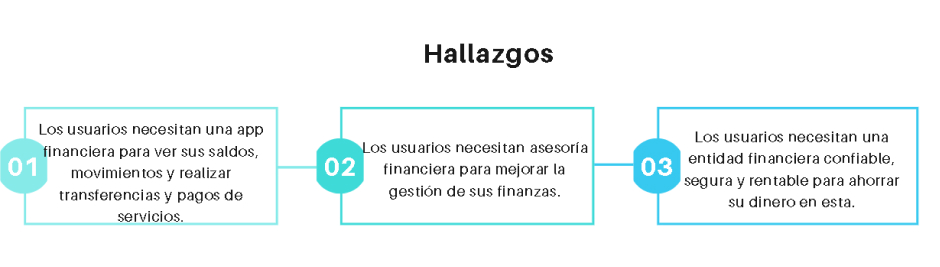 Hallazgos
01
Los usuarios necesitan una app
financiera para ver sus saldos,
movimientos y realizar
transferencias y pagos de
servicios.
02
Los usuarios necesitan asesoría
financiera para mejorar la
gestión de sus finanzas.
03
Los usuarios necesitan una
entidad financiera confiable,
segura y rentable para ahorrar
su dinero en esta.